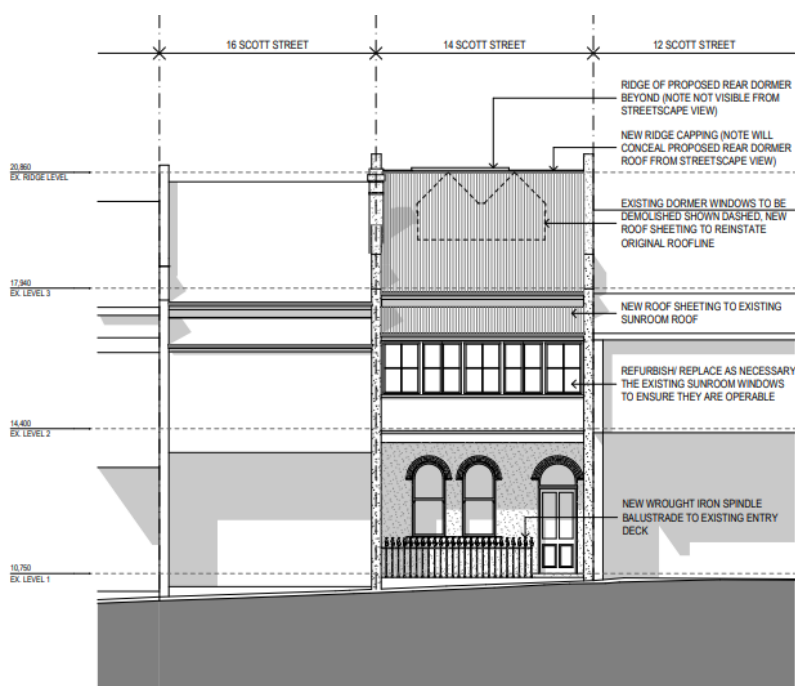 16 SCOTT STREET
14 SCOTT STREET
12 SCOTT STREET
RIDGE OF PROPOSED REAR DORMER
BEYOND (NOTE NOT VISIBLE FROM
STREETSCAPE VIEW)
NEW RIDGE CAPPING (NOTE WILL
CONCEAL PROPOSED REAR DORMER
ROOF FROM STREETSCAPE VIEW)
20,860
EX. RIDGE LEVEL
EXISTING DORMER WINDOWS TO BE
DEMOLISHED SHOWN DASHED, NEW
ROOF SHEETING TO REINSTATE
ORIGINAL ROOFLINE
17,940
EX. LEVEL 3
NEW ROOF SHEETING TO EXISTING
SUNROOM ROOF
REFURBISH/ REPLACE AS NECESSARY
THE EXISTING SUNROOM WINDOWS
TO ENSURE THEY ARE OPERABLE
14,400
EX. LEVEL 2
NEW WROUGHT IRON SPINDLE
BALUSTRADE TO EXISTING ENTRY
DECK
10,750
EX. LEVEL 1